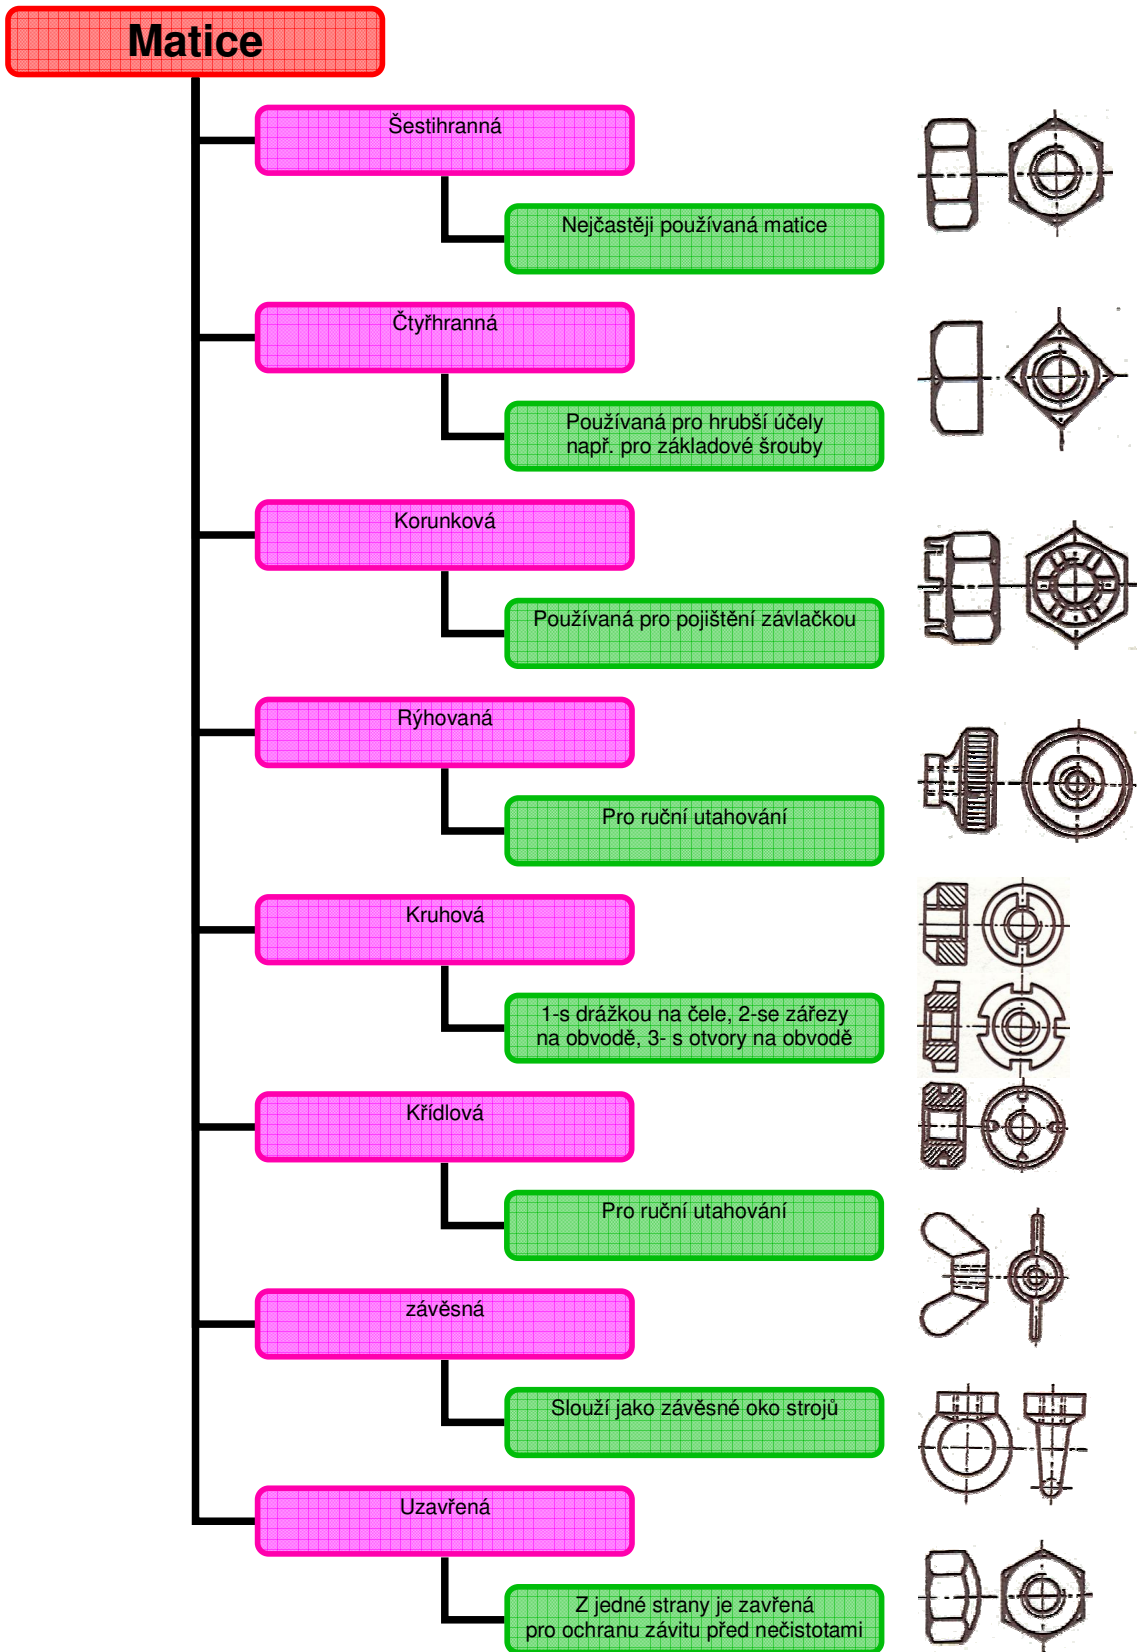 Matice
Šestihranná
Nejčastěji používaná matice
Čtyřhranná
Používaná pro hrubší účely
např. pro základové šrouby
Korunková
Používaná pro pojištění závlačkou
Rýhovaná
Pro ruční utahování
Kruhová
1-s drážkou na čele, 2-se zářezy
na obvodě, 3- s otvory na obvodě
Křídlová
Pro ruční utahování
závěsná
Slouží jako závěsné oko strojů
Uzavřená
Z jedné strany je zavřená
pro ochranu závitu před nečistotami